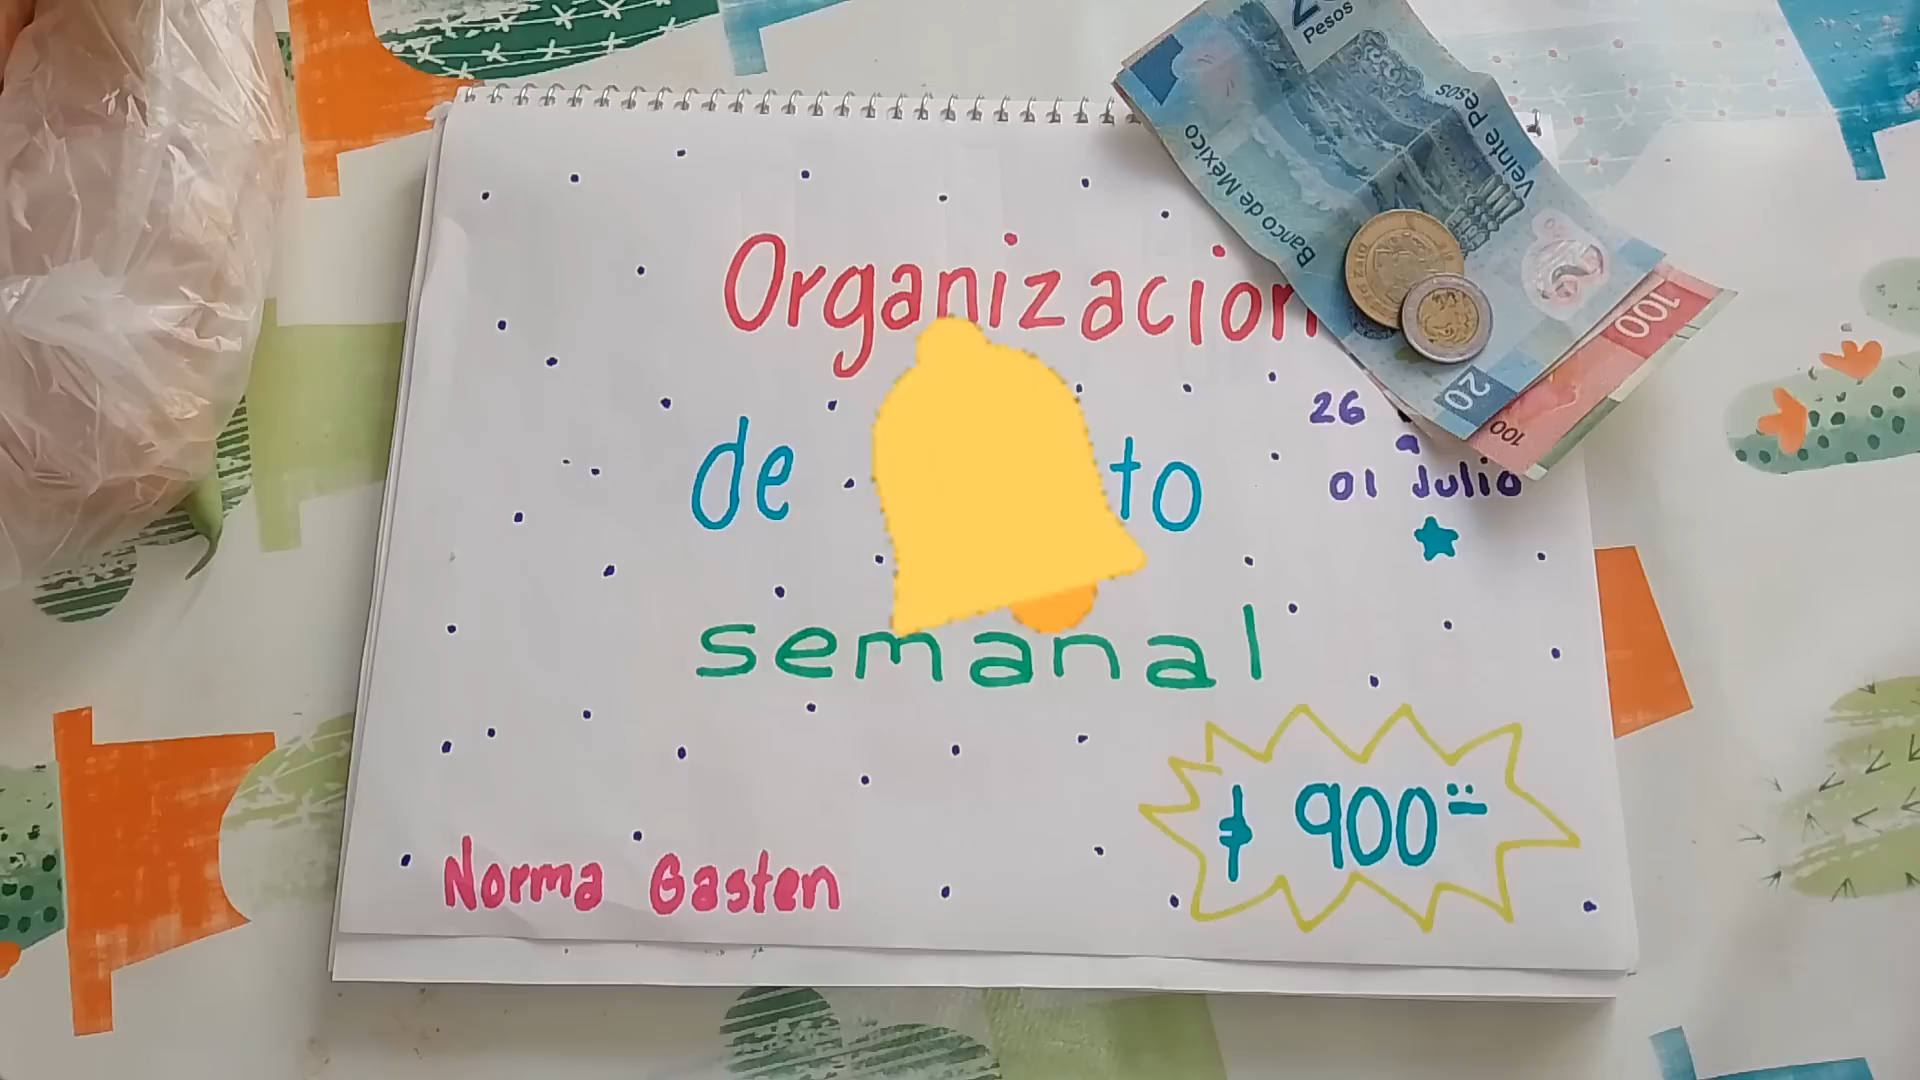 Organizacion
de to
semanal
26
a
01 Julio
$ 900
Norma Gasten
Pesos
Banco de México
Veinte Pesos
20
100
100